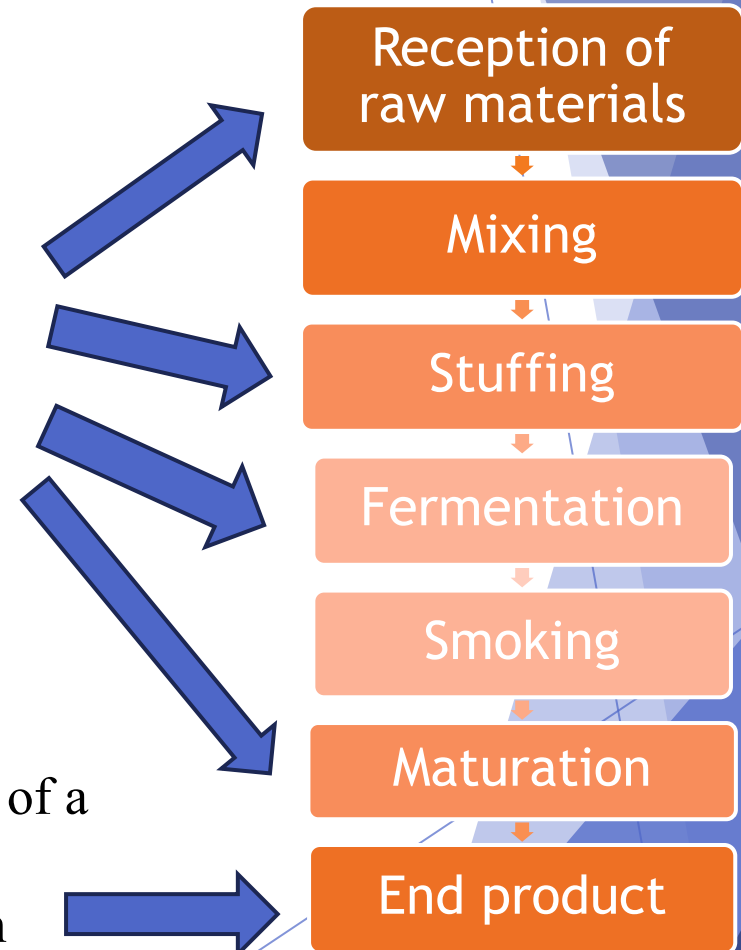 Reception of
raw materials
Mixing
Stuffing
Fermentation
Smoking
Maturation
of a
End product